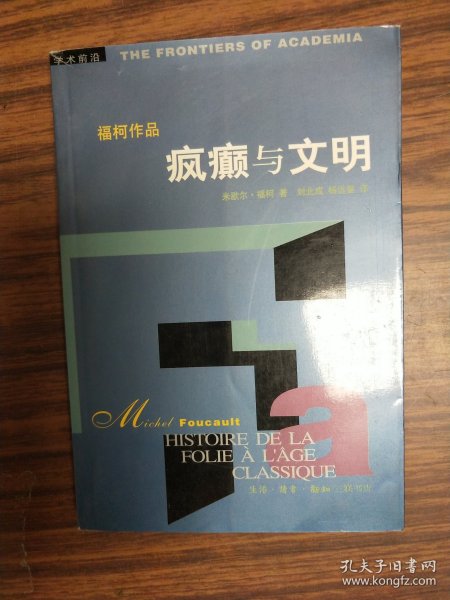 学术前沿
THE FRONTIERS OF ACADEMIA
福柯作品
疯癫与文明
米歇尔·福柯 著 刘北成 杨远婴 译
Michel Foucault
a
HISTOIRE DE LA
FOLIE À L'ÂGE
CLASSIQUE
生活·读书·新知 三联书店
孔夫子旧书网
www.kongfz.com